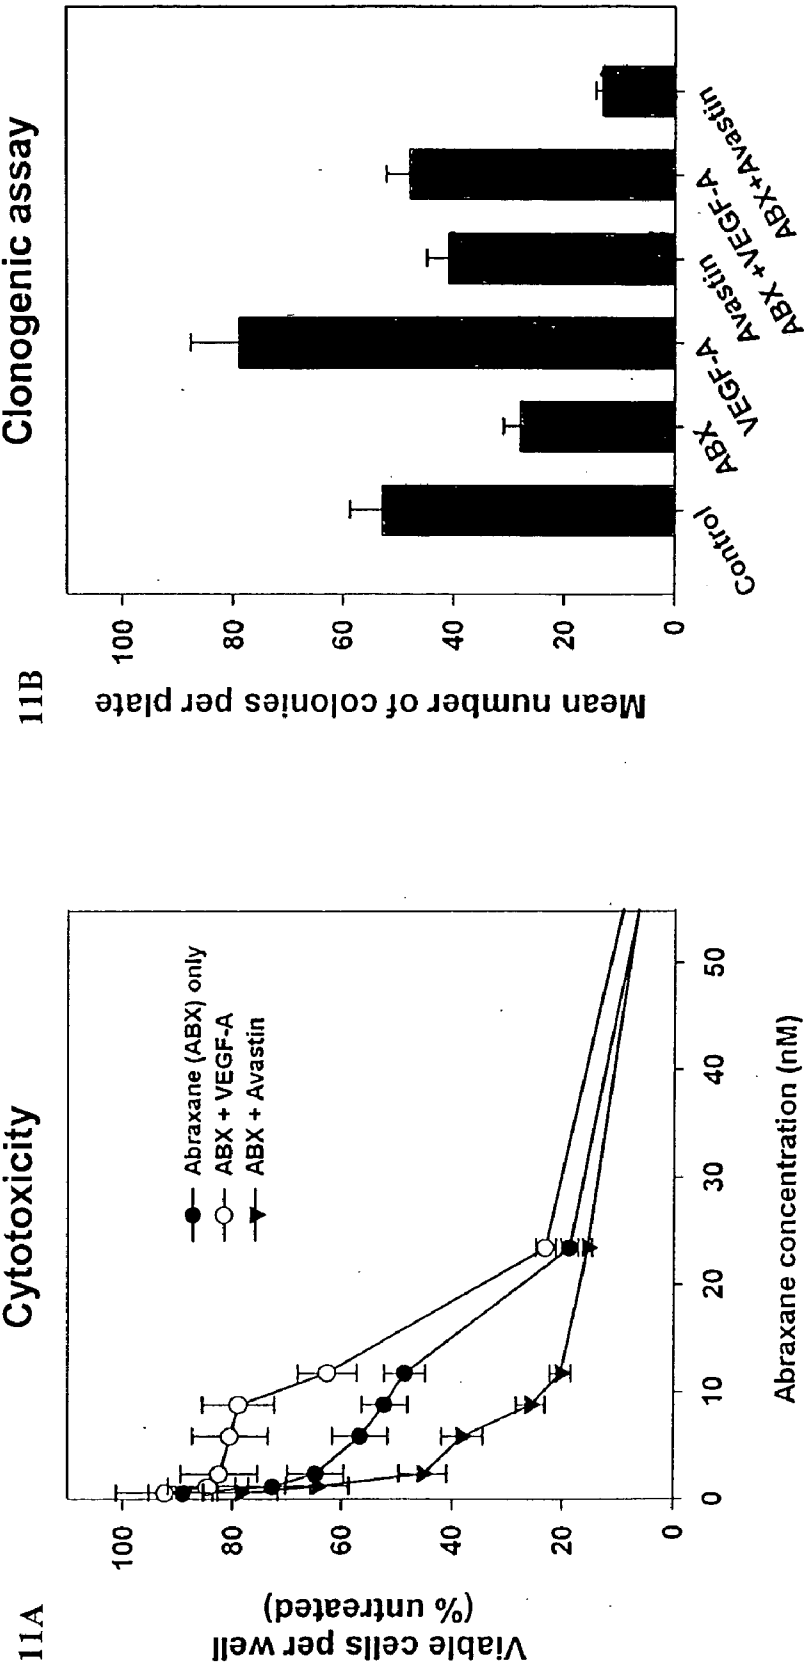 11A
Cytotoxicity
Viable cells per well
(% untreated)
100
80
60
40
20
0
Abraxane (ABX) only
ABX + VEGF-A
ABX + Avastin
0
10
20
30
40
50
Abraxane concentration (nM)
11B
Clonogenic assay
Mean number of colonies per plate
100
80
60
40
20
0
Control
ABX
VEGF-A
Avastin
ABX +VEGF-A
ABX+Avastin